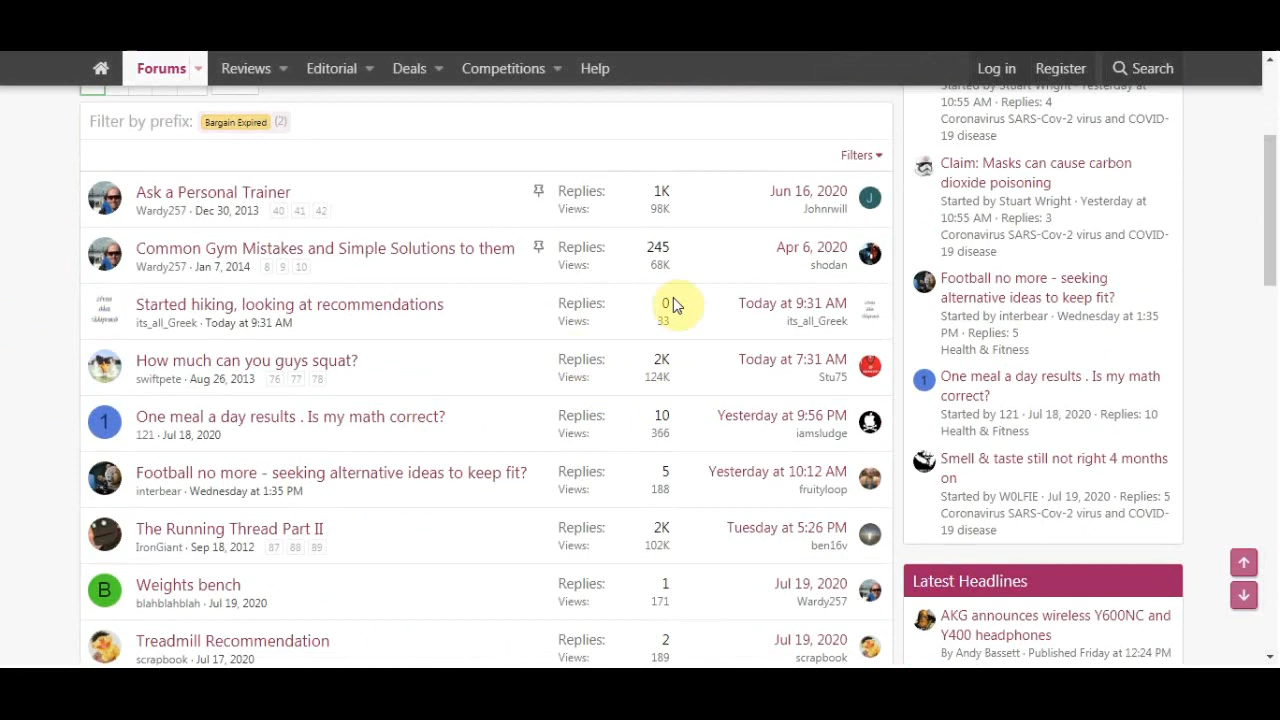 Forums Reviews Editorial Deals Competitions Help Log in Register Search
Filter by prefix: Bargain Expired (2)
Filters
Ask a Personal Trainer Replies: 1K Jun 16, 2020
Wardy257 · Dec 30, 2013 40 41 42 Views: 98K Johnrwill
J
Common Gym Mistakes and Simple Solutions to them Replies: 245 Apr 6, 2020
Wardy257 · Jan 7, 2014 8 9 10 Views: 68K shodan
Started hiking, looking at recommendations Replies: 0 Today at 9:31 AM
its_all_Greek · Today at 9:31 AM Views: 33 its_all_Greek
How much can you guys squat? Replies: 2K Today at 7:31 AM
swiftpete · Aug 26, 2013 76 77 78 Views: 124K Stu75
1
One meal a day results . Is my math correct? Replies: 10 Yesterday at 9:56 PM
121 · Jul 18, 2020 Views: 366 iamsludge
Football no more - seeking alternative ideas to keep fit? Replies: 5 Yesterday at 10:12 AM
interbear · Wednesday at 1:35 PM Views: 188 fruityloop
The Running Thread Part II Replies: 2K Tuesday at 5:26 PM
IronGiant · Sep 18, 2012 87 88 89 Views: 102K ben16v
B
Weights bench Replies: 1 Jul 19, 2020
blahblahblah · Jul 19, 2020 Views: 171 Wardy257
Treadmill Recommendation Replies: 2 Jul 19, 2020
scrapbook · Jul 17, 2020 Views: 189 scrapbook
Started by Stuart Wright · Yesterday at
10:55 AM · Replies: 4
Coronavirus SARS-Cov-2 virus and COVID-
19 disease
Claim: Masks can cause carbon
dioxide poisoning
Started by Stuart Wright · Yesterday at
10:55 AM · Replies: 3
Coronavirus SARS-Cov-2 virus and COVID-
19 disease
Football no more - seeking
alternative ideas to keep fit?
Started by interbear · Wednesday at 1:35
PM · Replies: 5
Health & Fitness
1
One meal a day results . Is my math
correct?
Started by 121 · Jul 18, 2020 · Replies: 10
Health & Fitness
Smell & taste still not right 4 months
on
Started by W0LFIE · Jul 19, 2020 · Replies: 5
Coronavirus SARS-Cov-2 virus and COVID-
19 disease
Latest Headlines
AKG announces wireless Y600NC and
Y400 headphones
By Andy Bassett · Published Friday at 12:24 PM